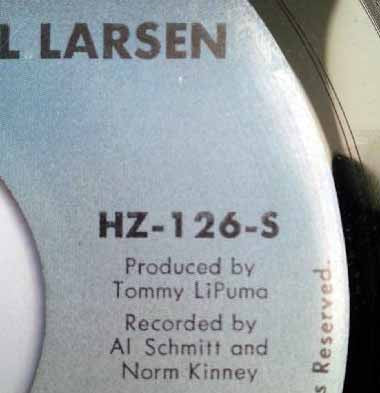 L LARSEN
HZ-126-S
Produced by
Tommy LiPuma
Recorded by
Al Schmitt and
Norm Kinney
s Reserved.